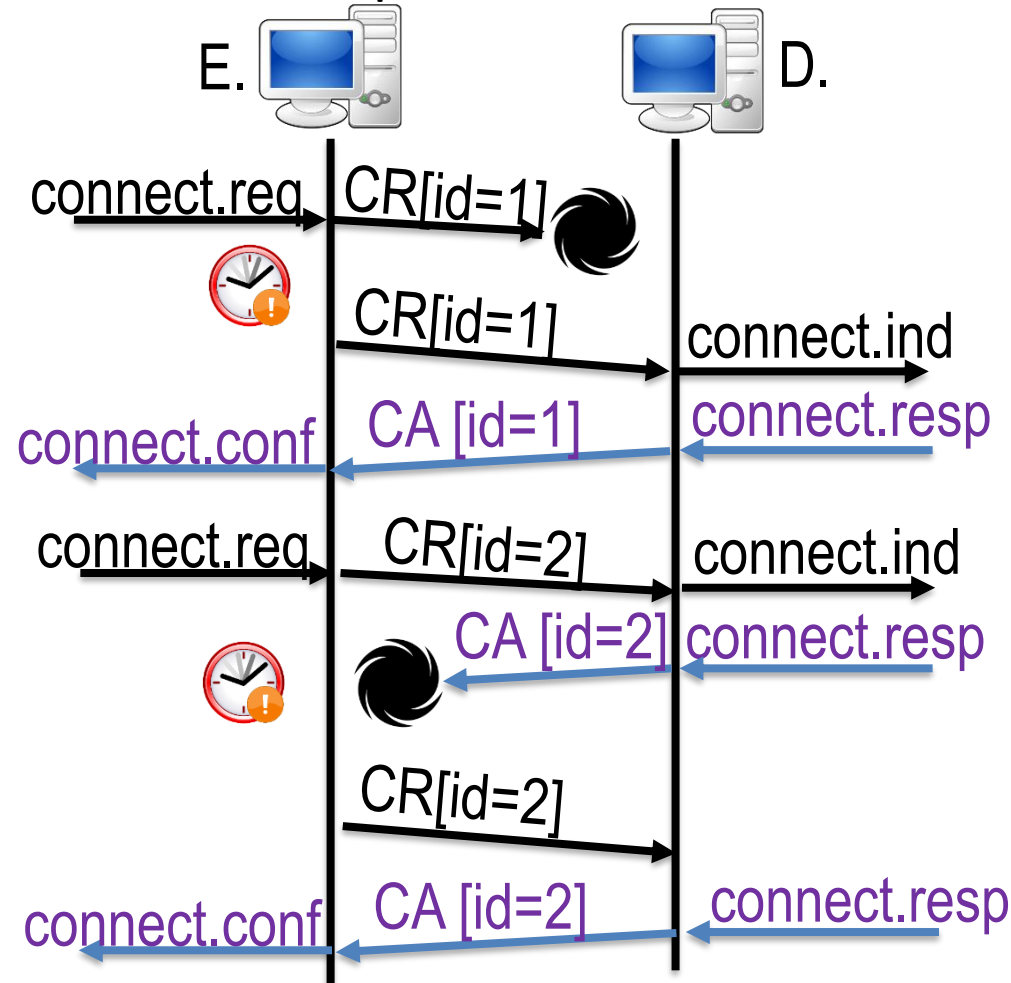 E.
D.
connect.req
CR[id=1]
CR[id=1]
connect.ind
connect.resp
CA [id=1]
connect.conf
connect.req
CR[id=2]
connect.ind
connect.resp
CA [id=2]
CR[id=2]
connect.resp
CA [id=2]
connect.conf